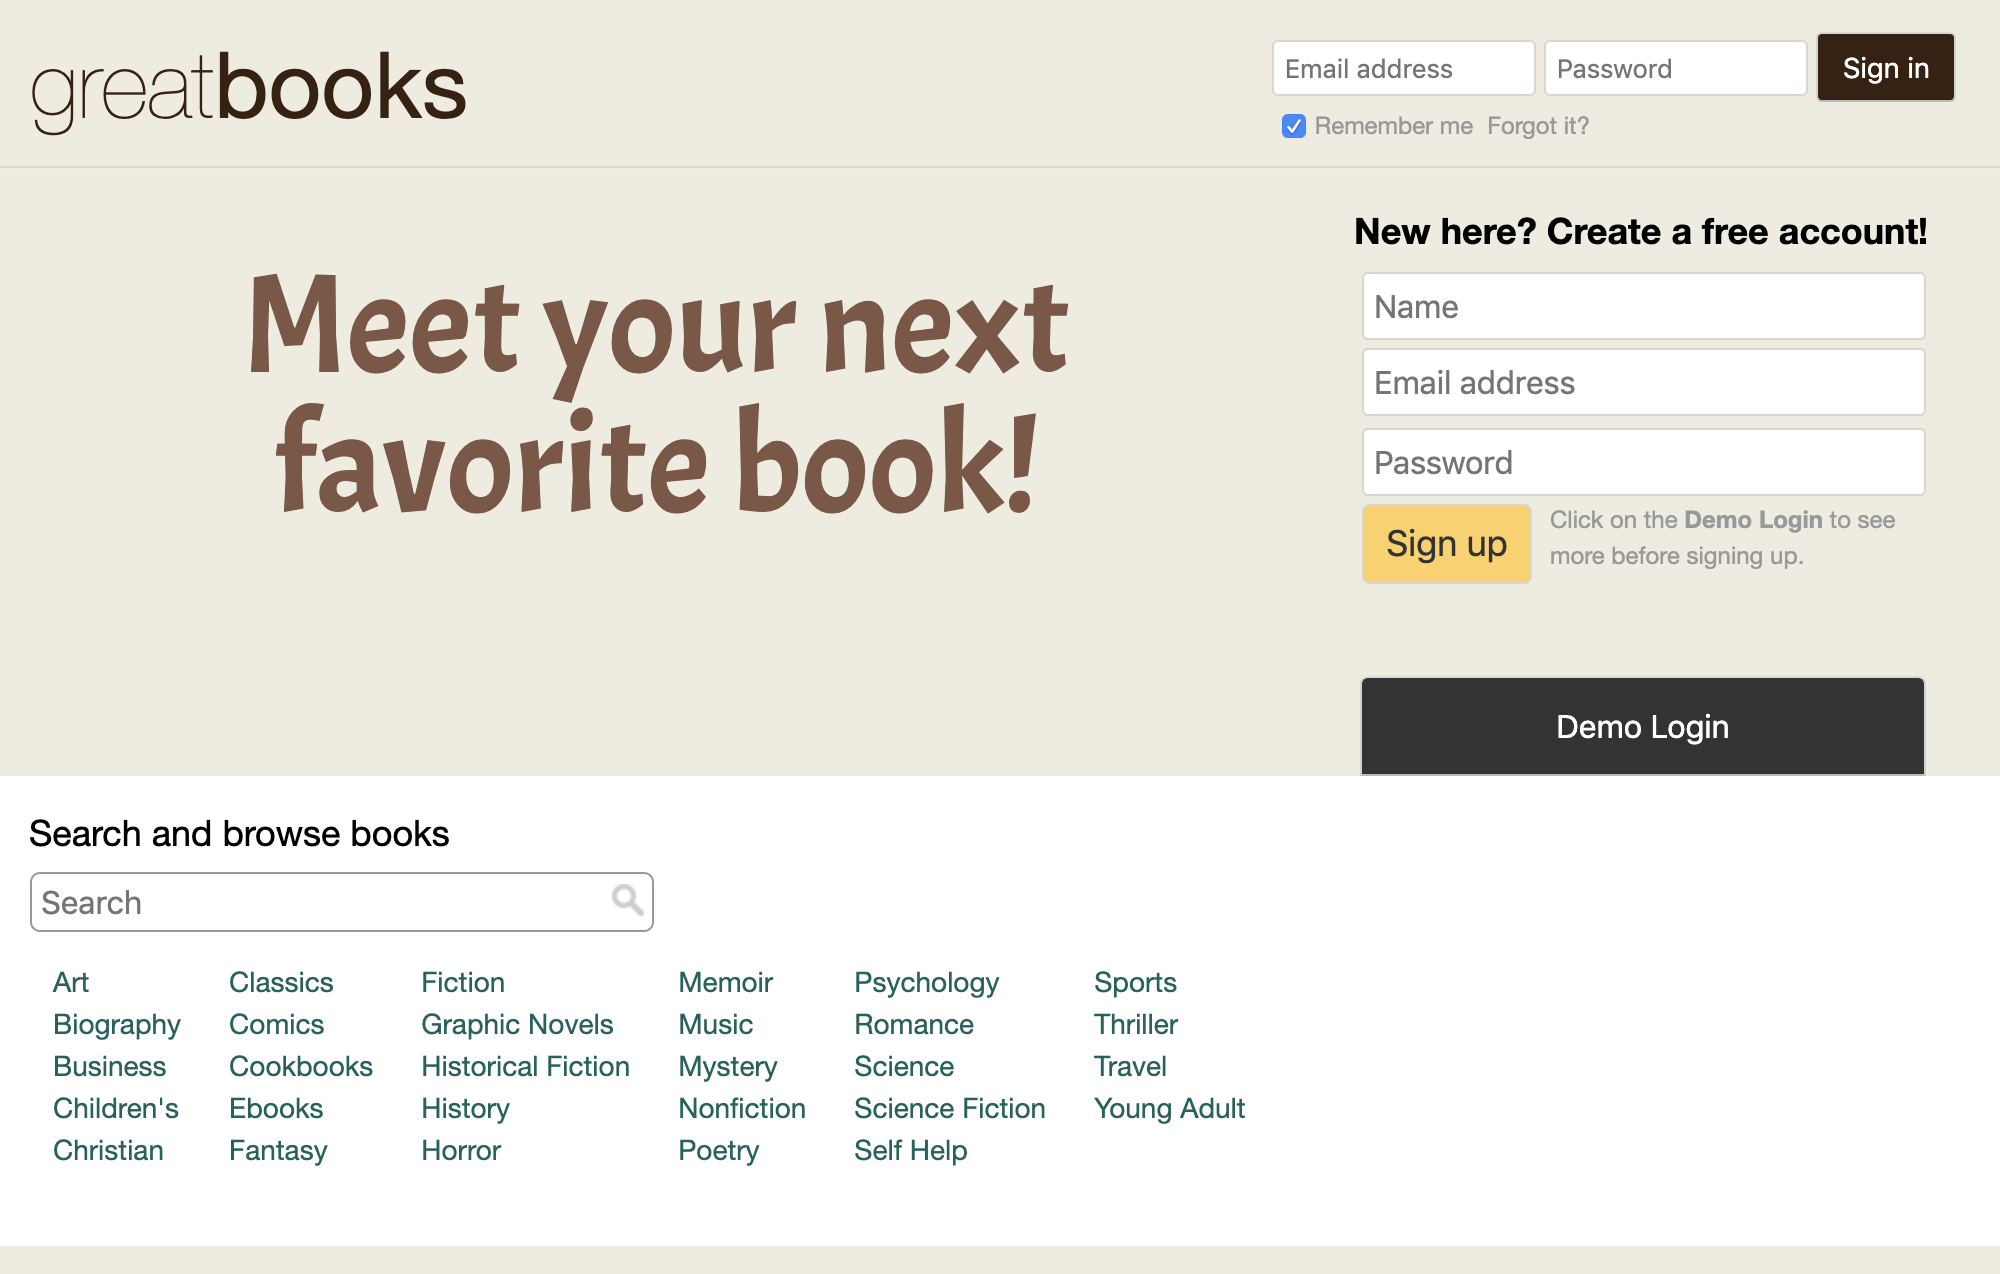 greatbooks
Email address
Password
Sign in
Remember me
Forgot it?
Meet your next
favorite book!
New here? Create a free account!
Name
Email address
Password
Sign up
Click on the Demo Login to see
more before signing up.
Demo Login
Search and browse books
Search
Art
Biography
Business
Children's
Christian
Classics
Comics
Cookbooks
Ebooks
Fantasy
Fiction
Graphic Novels
Historical Fiction
History
Horror
Memoir
Music
Mystery
Nonfiction
Poetry
Psychology
Romance
Science
Science Fiction
Self Help
Sports
Thriller
Travel
Young Adult